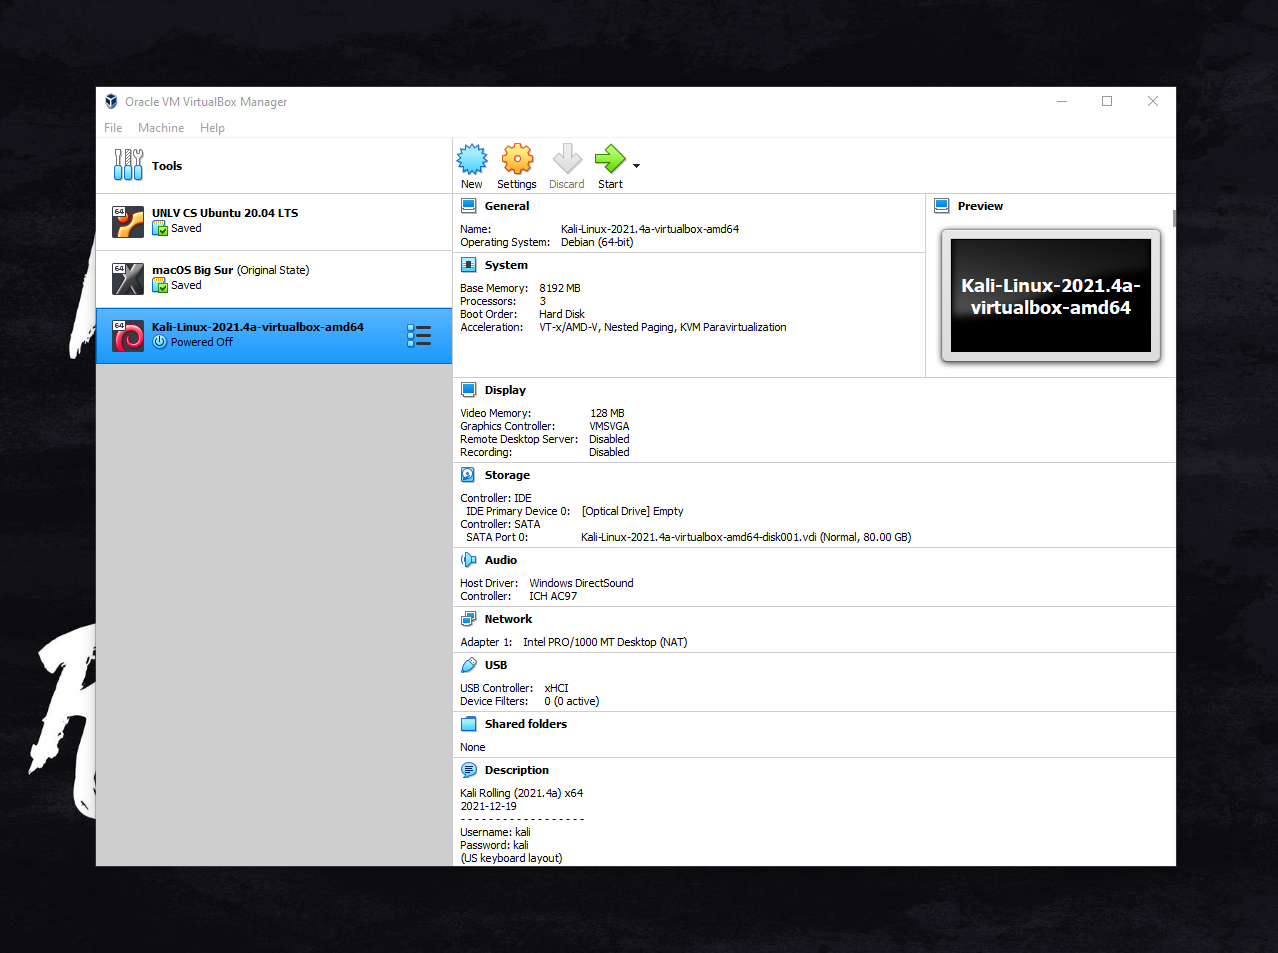 Oracle VM VirtualBox Manager
File Machine Help
Tools
New Settings Discard Start
64
UNLV CS Ubuntu 20.04 LTS
Saved
64
macOS Big Sur (Original State)
Saved
64
Kali-Linux-2021.4a-virtualbox-amd64
Powered Off
General
Name: Kali-Linux-2021.4a-virtualbox-amd64
Operating System: Debian (64-bit)
System
Base Memory: 8192 MB
Processors: 3
Boot Order: Hard Disk
Acceleration: VT-x/AMD-V, Nested Paging, KVM Paravirtualization
Preview
Kali-Linux-2021.4a-
virtualbox-amd64
Display
Video Memory: 128 MB
Graphics Controller: VMSVGA
Remote Desktop Server: Disabled
Recording: Disabled
Storage
Controller: IDE
IDE Primary Device 0: [Optical Drive] Empty
Controller: SATA
SATA Port 0: Kali-Linux-2021.4a-virtualbox-amd64-disk001.vdi (Normal, 80.00 GB)
Audio
Host Driver: Windows DirectSound
Controller: ICH AC97
Network
Adapter 1: Intel PRO/1000 MT Desktop (NAT)
USB
USB Controller: xHCI
Device Filters: 0 (0 active)
Shared folders
None
Description
Kali Rolling (2021.4a) x64
2021-12-19
- - - - - - - - - - - - - - - - - -
Username: kali
Password: kali
(US keyboard layout)